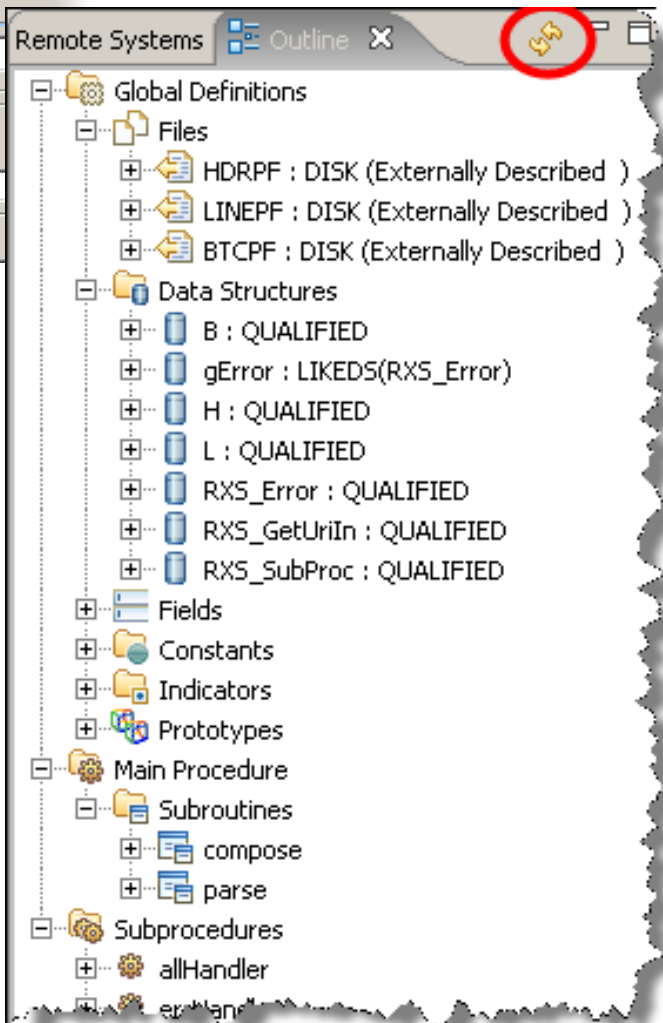 Remote Systems Outline
Global Definitions
Files
HDRPF : DISK (Externally Described )
LINEPF : DISK (Externally Described )
BTCPF : DISK (Externally Described )
Data Structures
B : QUALIFIED
gError : LIKEDS(RXS_Error)
H : QUALIFIED
L : QUALIFIED
RXS_Error : QUALIFIED
RXS_GetUriIn : QUALIFIED
RXS_SubProc : QUALIFIED
Fields
Constants
Indicators
Prototypes
Main Procedure
Subroutines
compose
parse
Subprocedures
allHandler